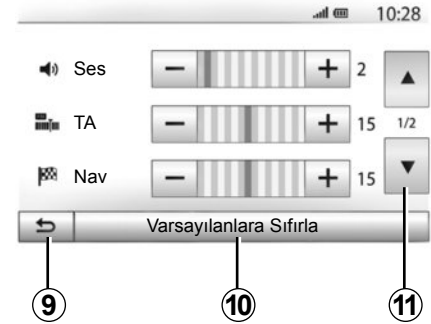 10:28
Ses 2
TA 15 1/2
Nav 15
Varsayılanlara Sıfırla
9 10 11